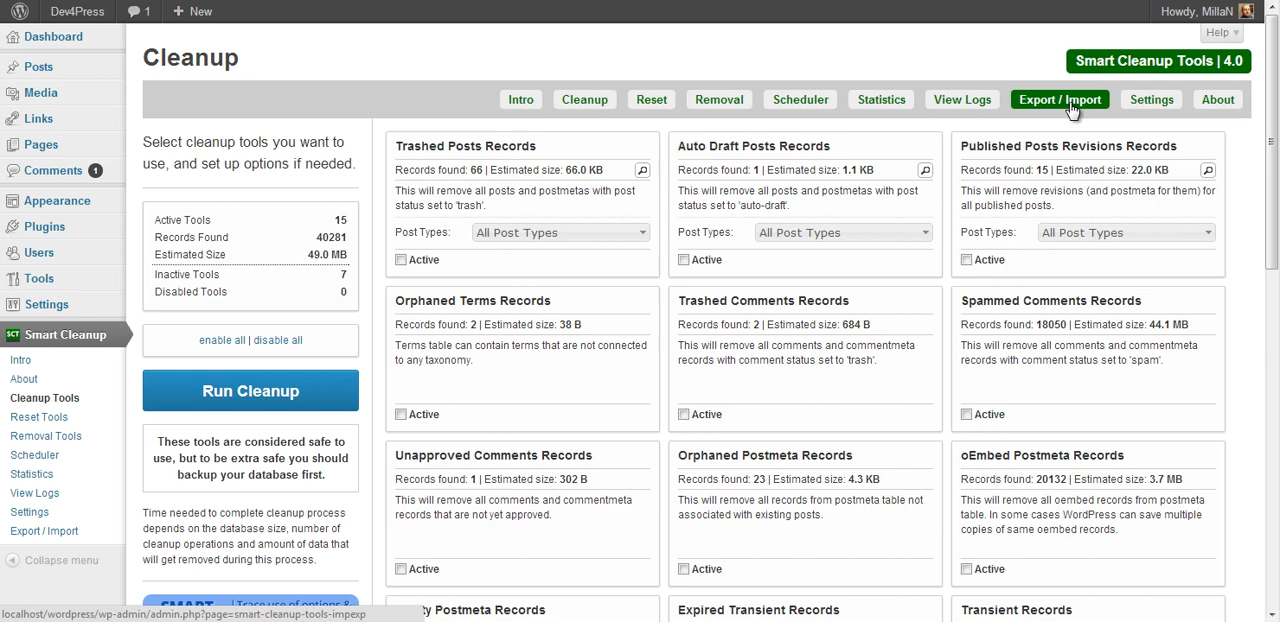 Dev4Press
1
+ New
Howdy, MillaN
Dashboard
Posts
Media
Links
Pages
Comments 1
Appearance
Plugins
Users
Tools
Settings
SCT Smart Cleanup
Intro
About
Cleanup Tools
Reset Tools
Removal Tools
Scheduler
Statistics
View Logs
Settings
Export / Import
Collapse menu
Help
Cleanup
Smart Cleanup Tools | 4.0
Intro
Cleanup
Reset
Removal
Scheduler
Statistics
View Logs
Export / Import
Settings
About
Select cleanup tools you want to
use, and set up options if needed.
Active Tools 15
Records Found 40281
Estimated Size 49.0 MB
Inactive Tools 7
Disabled Tools 0
enable all | disable all
Run Cleanup
These tools are considered safe to
use, but to be extra safe you should
backup your database first.
Time needed to complete cleanup process
depends on the database size, number of
cleanup operations and amount of data that
will get removed during this process.
Trashed Posts Records
Records found: 66 | Estimated size: 66.0 KB
This will remove all posts and postmetas with post
status set to 'trash'.
Post Types: All Post Types
Active
Auto Draft Posts Records
Records found: 1 | Estimated size: 1.1 KB
This will remove all posts and postmetas with post
status set to 'auto-draft'.
Post Types: All Post Types
Active
Published Posts Revisions Records
Records found: 15 | Estimated size: 22.0 KB
This will remove revisions (and postmeta for them) for
all published posts.
Post Types: All Post Types
Active
Orphaned Terms Records
Records found: 2 | Estimated size: 38 B
Terms table can contain terms that are not connected
to any taxonomy.
Active
Trashed Comments Records
Records found: 2 | Estimated size: 684 B
This will remove all comments and commentmeta
records with comment status set to 'trash'.
Active
Spammed Comments Records
Records found: 18050 | Estimated size: 44.1 MB
This will remove all comments and commentmeta
records with comment status set to 'spam'.
Active
Unapproved Comments Records
Records found: 1 | Estimated size: 302 B
This will remove all comments and commentmeta
records that are not yet approved.
Active
Orphaned Postmeta Records
Records found: 23 | Estimated size: 4.3 KB
This will remove all records from postmeta table not
associated with existing posts.
Active
oEmbed Postmeta Records
Records found: 20132 | Estimated size: 3.7 MB
This will remove all oembed records from postmeta
table. In some cases WordPress can save multiple
copies of same oembed records.
Active
Postmeta Records
Expired Transient Records
Transient Records
localhost/wordpress/wp-admin/admin.php?page=smart-cleanup-tools-impexp